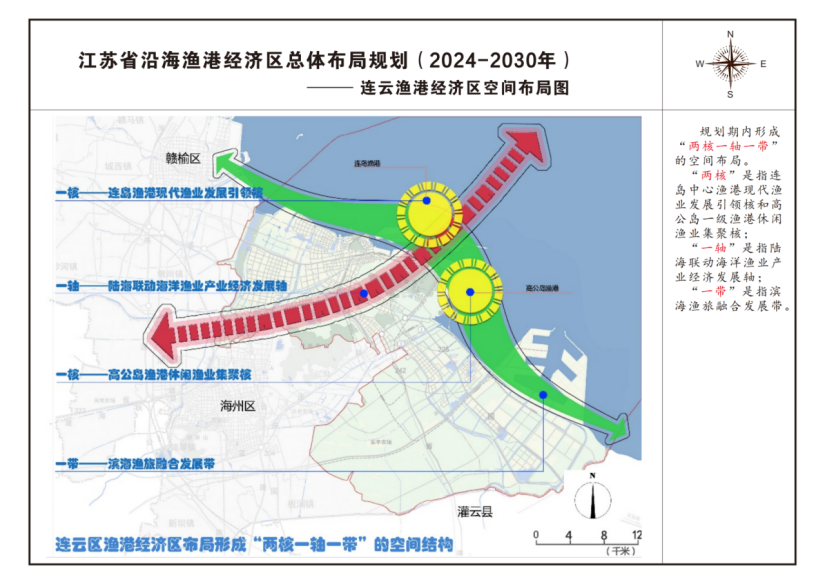 江苏省沿海渔港经济区总体布局规划（2024-2030年）
—— 连云渔港经济区空间布局图
N
W
E
S
规划期内形成
“两核一轴一带”
的空间布局。
“两核”是指连
岛中心渔港现代渔
业发展引领核和高
公岛一级渔港休闲
渔业集聚核；
“一轴”是指陆
海联动海洋渔业产
业经济发展轴；
“一带”是指滨
海渔旅融合发展带。
赣榆区
连岛渔港
一核——连岛渔港现代渔业发展引领核
一轴——陆海联动海洋渔业产业经济发展轴
高公岛渔港
一核——高公岛渔港休闲渔业集聚核
海州区
一带——滨海渔旅融合发展带
灌云县
N
0 4 8 12
（千米）
连云区渔港经济区布局形成“两核一轴一带”的空间结构